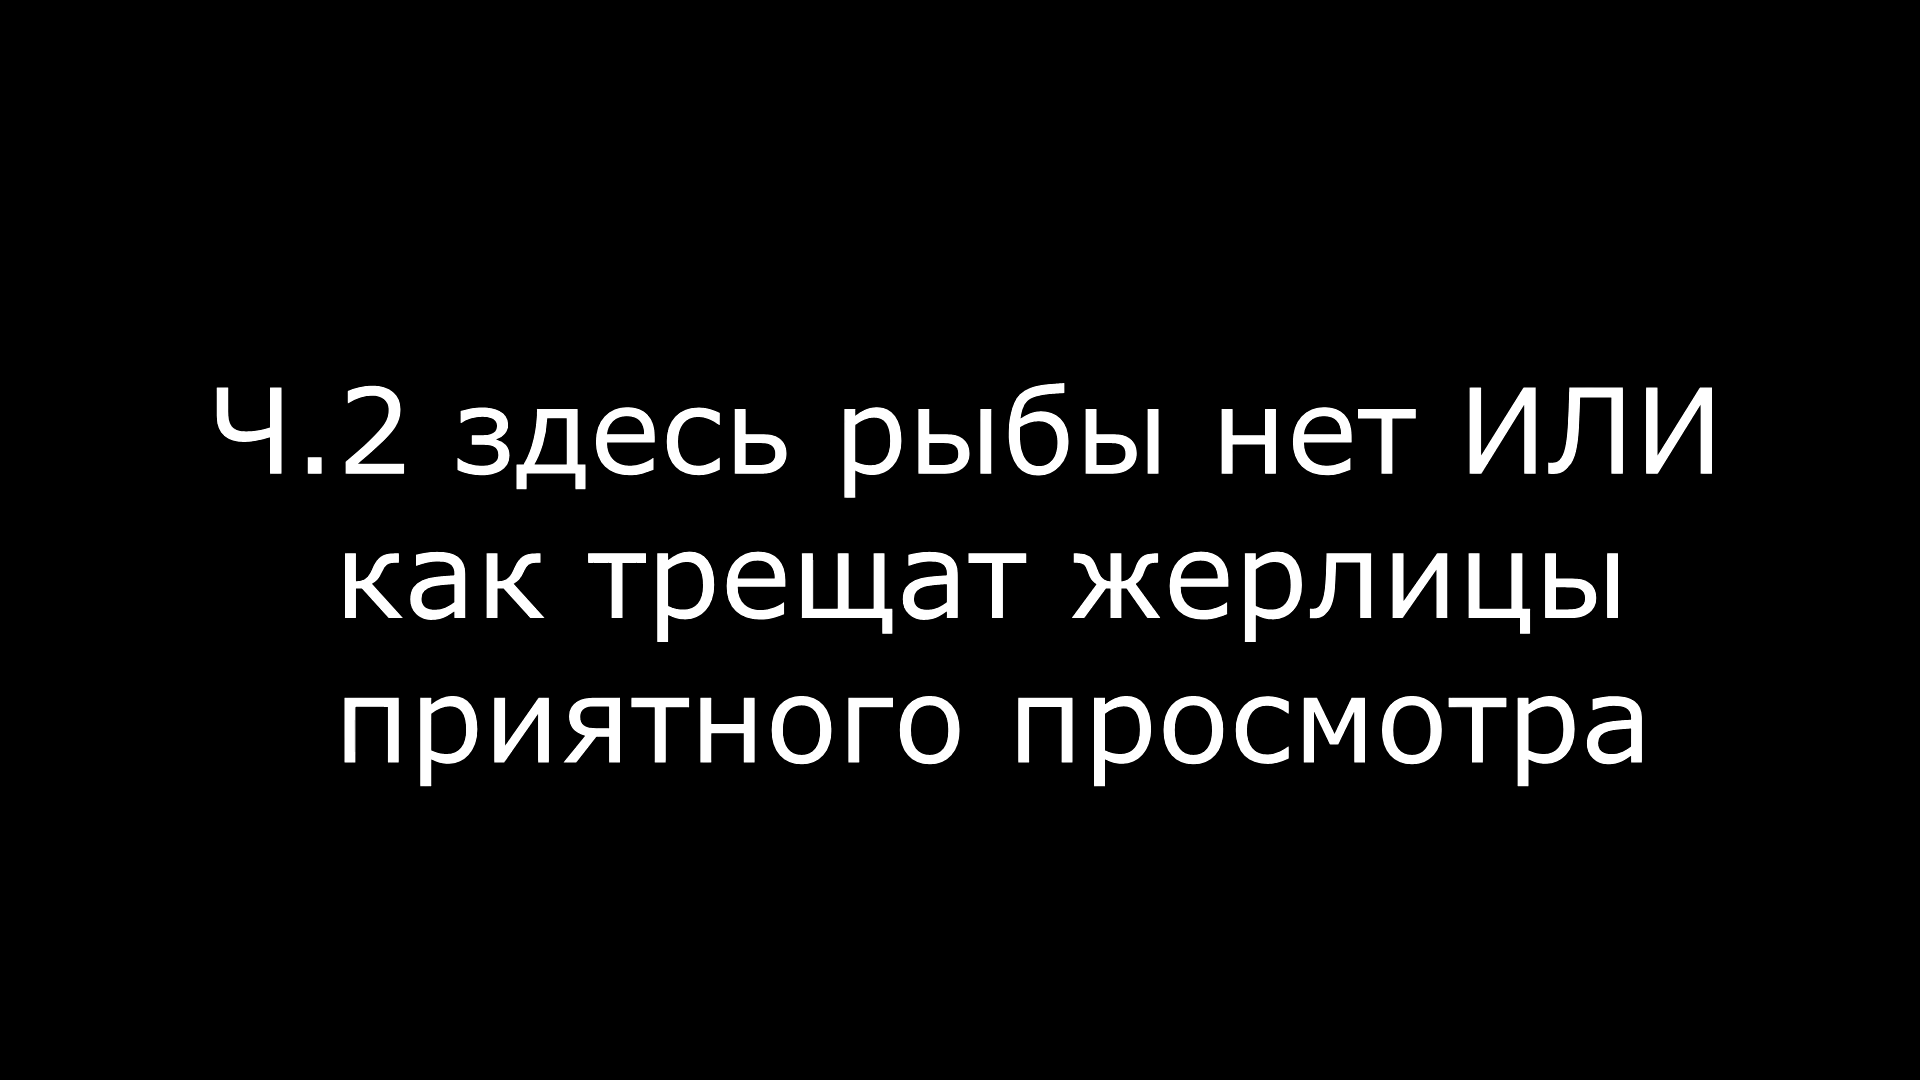 Ч.2 здесь рыбы нет ИЛИ
как трещат жерлицы
приятного просмотра